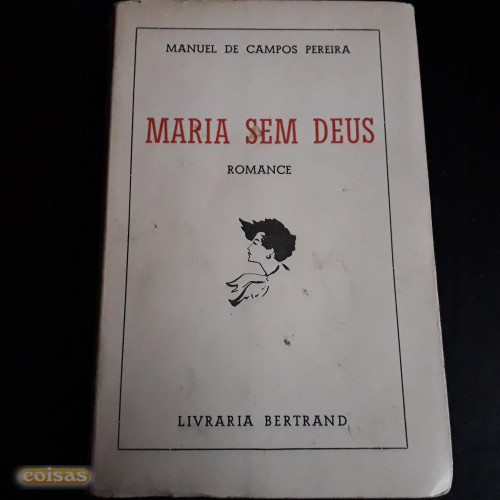 MANUEL DE CAMPOS PEREIRA
MARIA SEM DEUS
ROMANCE
LIVRARIA BERTRAND
coisas